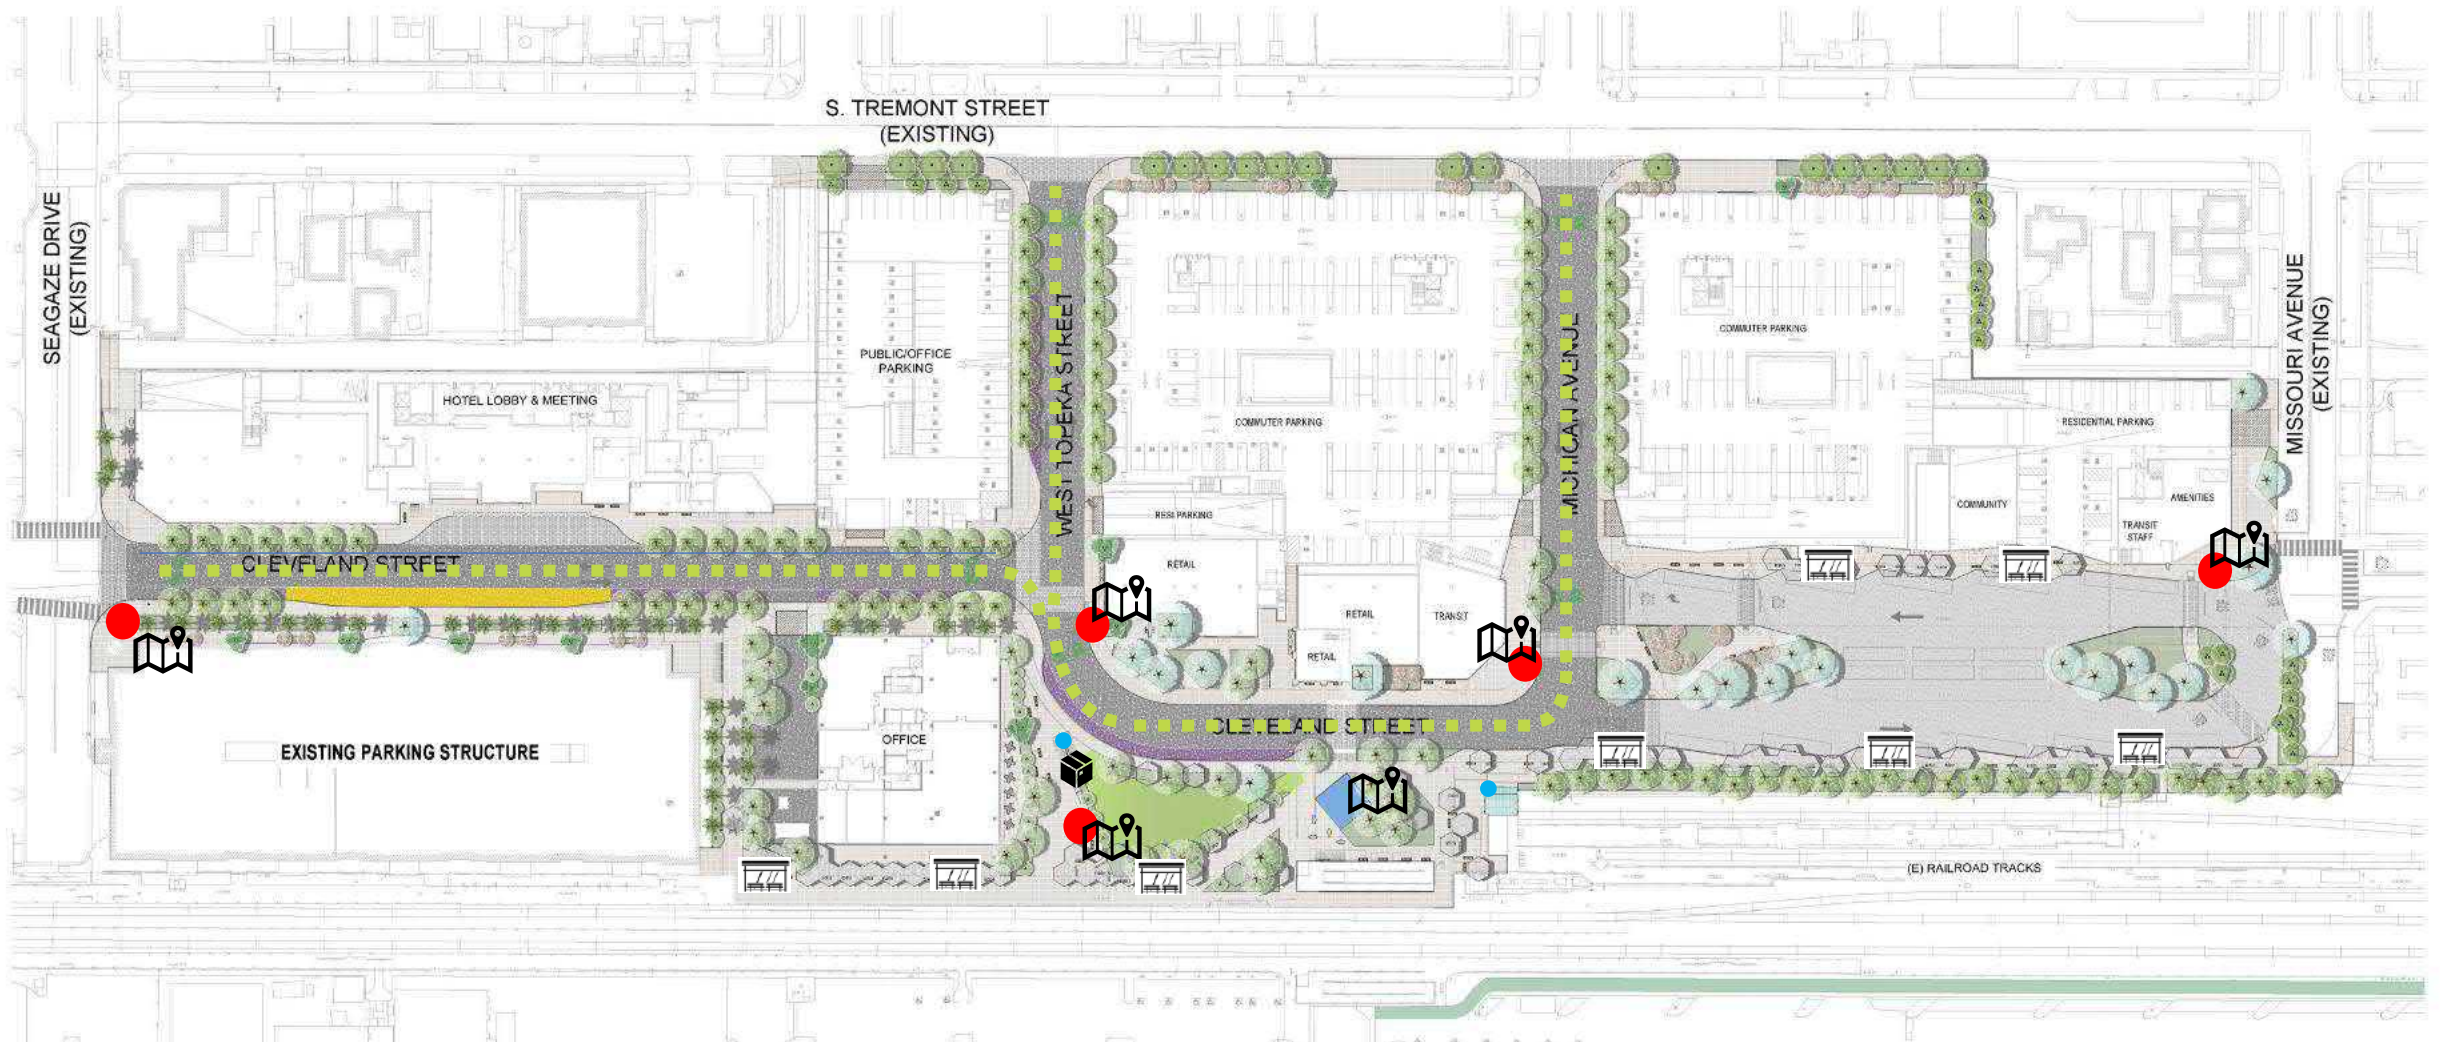 S. TREMONT STREET
(EXISTING)
SEAGAZE DRIVE
(EXISTING)
PUBLIC/OFFICE
PARKING
HOTEL LOBBY & MEETING
WEST TOPEKA STREET
COMMUTER PARKING
MICHIGAN AVENUE
COMMUTER PARKING
MISSOURI AVENUE
(EXISTING)
RESIDENTIAL PARKING
COMMUNITY
AMENITIES
TRANSIT
STAFF
RESI PARKING
CLEVELAND STREET
RETAIL
RETAIL
TRANSIT
RETAIL
STOP
CLEVELAND STREET
OFFICE
EXISTING PARKING STRUCTURE
(E) RAILROAD TRACKS